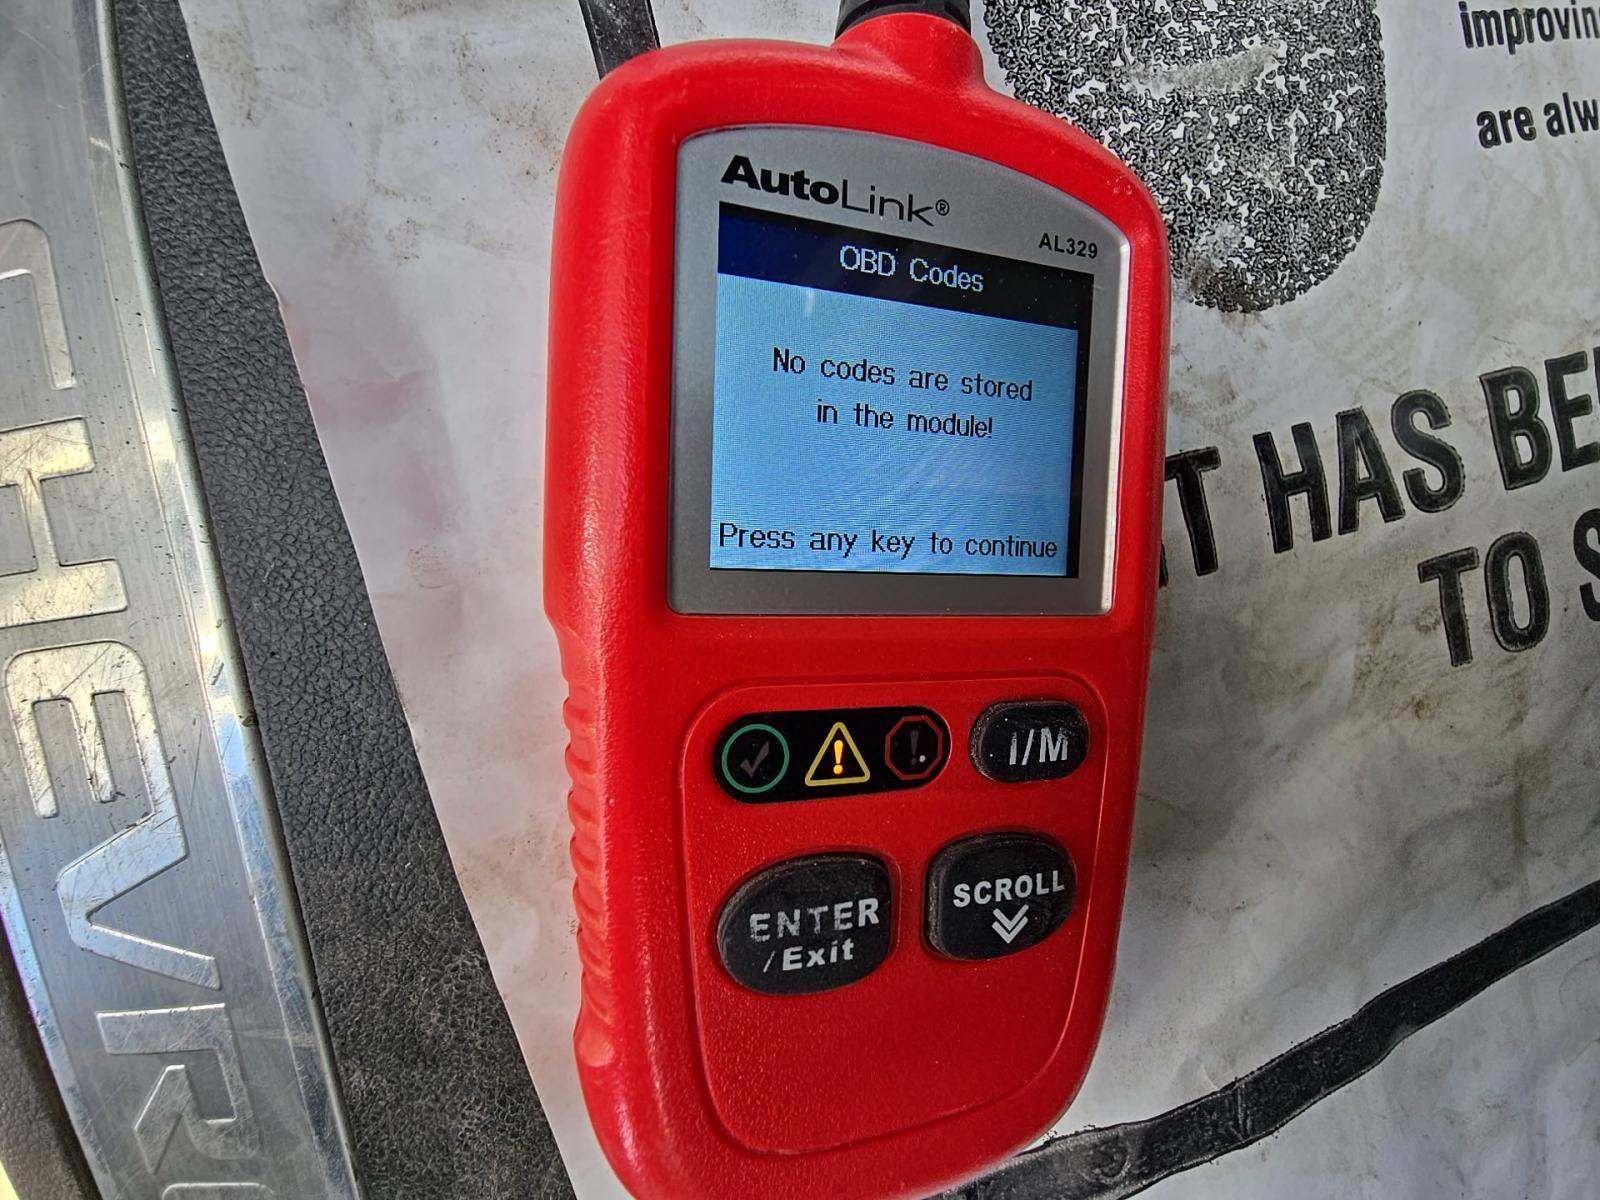 improvin
are alw
AutoLink®
AL329
OBD Codes
No codes are stored
in the module!
Press any key to continue
T HAS BE
TO S
I/M
ENTER
/Exit
SCROLL
CHEVR